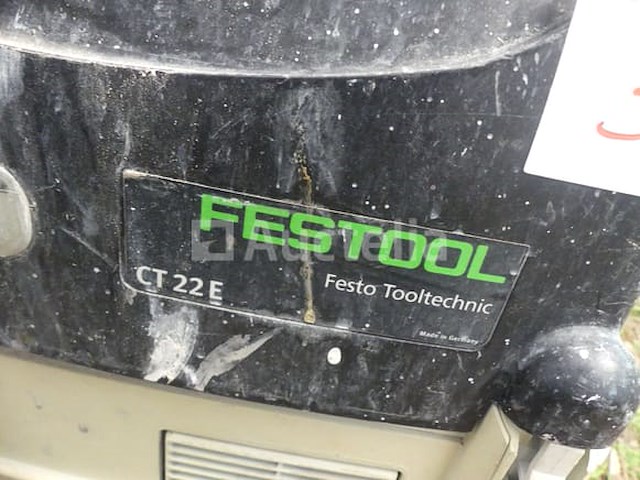 FESTOOL
CT 22 E
Festo Tooltechnic
Made in Germany